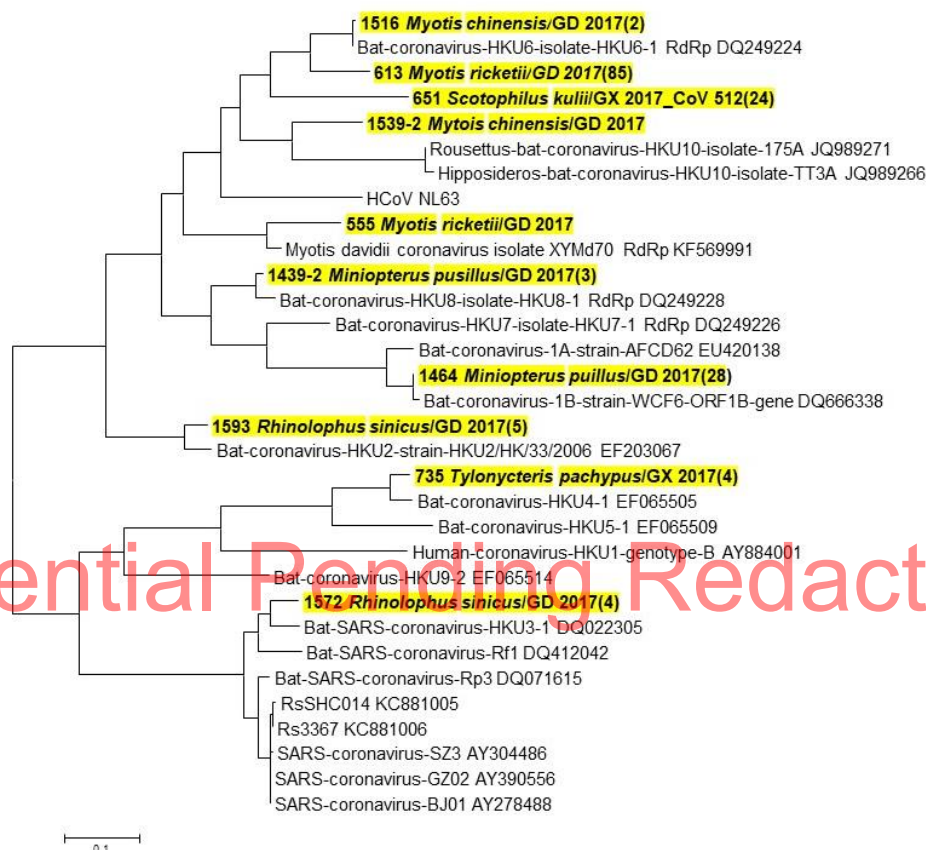 1516 Myotis chinensis/GD 2017(2)
Bat-coronavirus-HKU6-isolate-HKU6-1 RdRp DQ249224
613 Myotis ricketii/GD 2017(85)
651 Scotophilus kulii/GX 2017_CoV 512(24)
1539-2 Mytois chinensis/GD 2017
Rousettus-bat-coronavirus-HKU10-isolate-175A JQ989271
Hipposideros-bat-coronavirus-HKU10-isolate-TT3A JQ989266
HCoV NL63
555 Myotis ricketii/GD 2017
Myotis davidii coronavirus isolate XYMd70 RdRp KF569991
1439-2 Miniopterus pusillus/GD 2017(3)
Bat-coronavirus-HKU8-isolate-HKU8-1 RdRp DQ249228
Bat-coronavirus-HKU7-isolate-HKU7-1 RdRp DQ249226
Bat-coronavirus-1A-strain-AFCD62 EU420138
1464 Miniopterus puillus/GD 2017(28)
Bat-coronavirus-1B-strain-WCF6-ORF1B-gene DQ666338
1593 Rhinolophus sinicus/GD 2017(5)
Bat-coronavirus-HKU2-strain-HKU2/HK/33/2006 EF203067
735 Tylonycteris pachypus/GX 2017(4)
Bat-coronavirus-HKU4-1 EF065505
Bat-coronavirus-HKU5-1 EF065509
Human-coronavirus-HKU1-genotype-B AY884001
ential Pending Redact
Bat-coronavirus-HKU9-2 EF065514
1572 Rhinolophus sinicus/GD 2017(4)
Bat-SARS-coronavirus-HKU3-1 DQ022305
Bat-SARS-coronavirus-Rf1 DQ412042
Bat-SARS-coronavirus-Rp3 DQ071615
RsSHC014 KC881005
Rs3367 KC881006
SARS-coronavirus-SZ3 AY304486
SARS-coronavirus-GZ02 AY390556
SARS-coronavirus-BJ01 AY278488
0.1